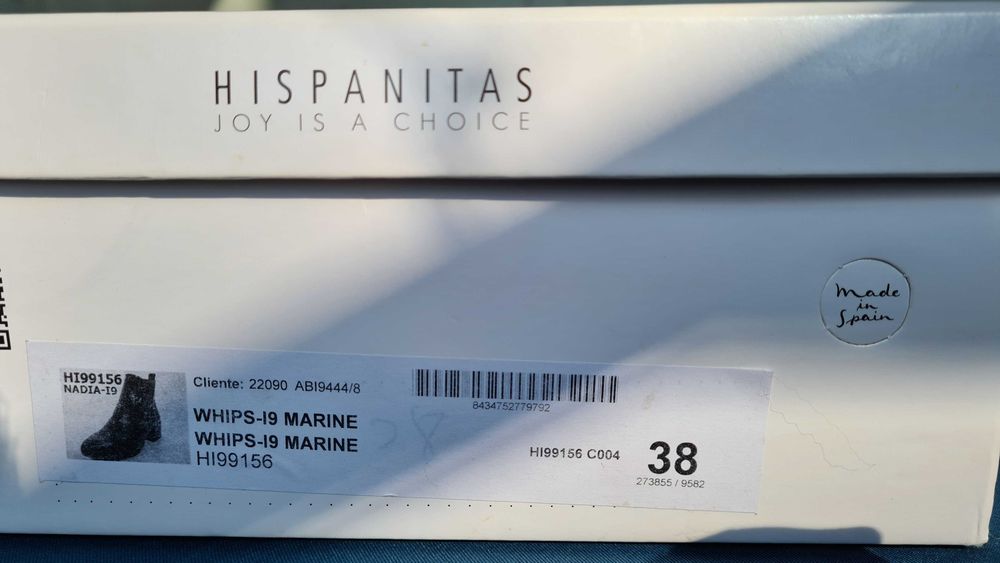 HISPANITAS
JOY IS A CHOICE
Made
in
Spain
HI99156
NADIA-I9
Cliente: 22090 ABI9444/8
WHIPS-I9 MARINE
WHIPS-I9 MARINE
HI99156
8434752779792
HI99156 C004
38
273855 / 9582